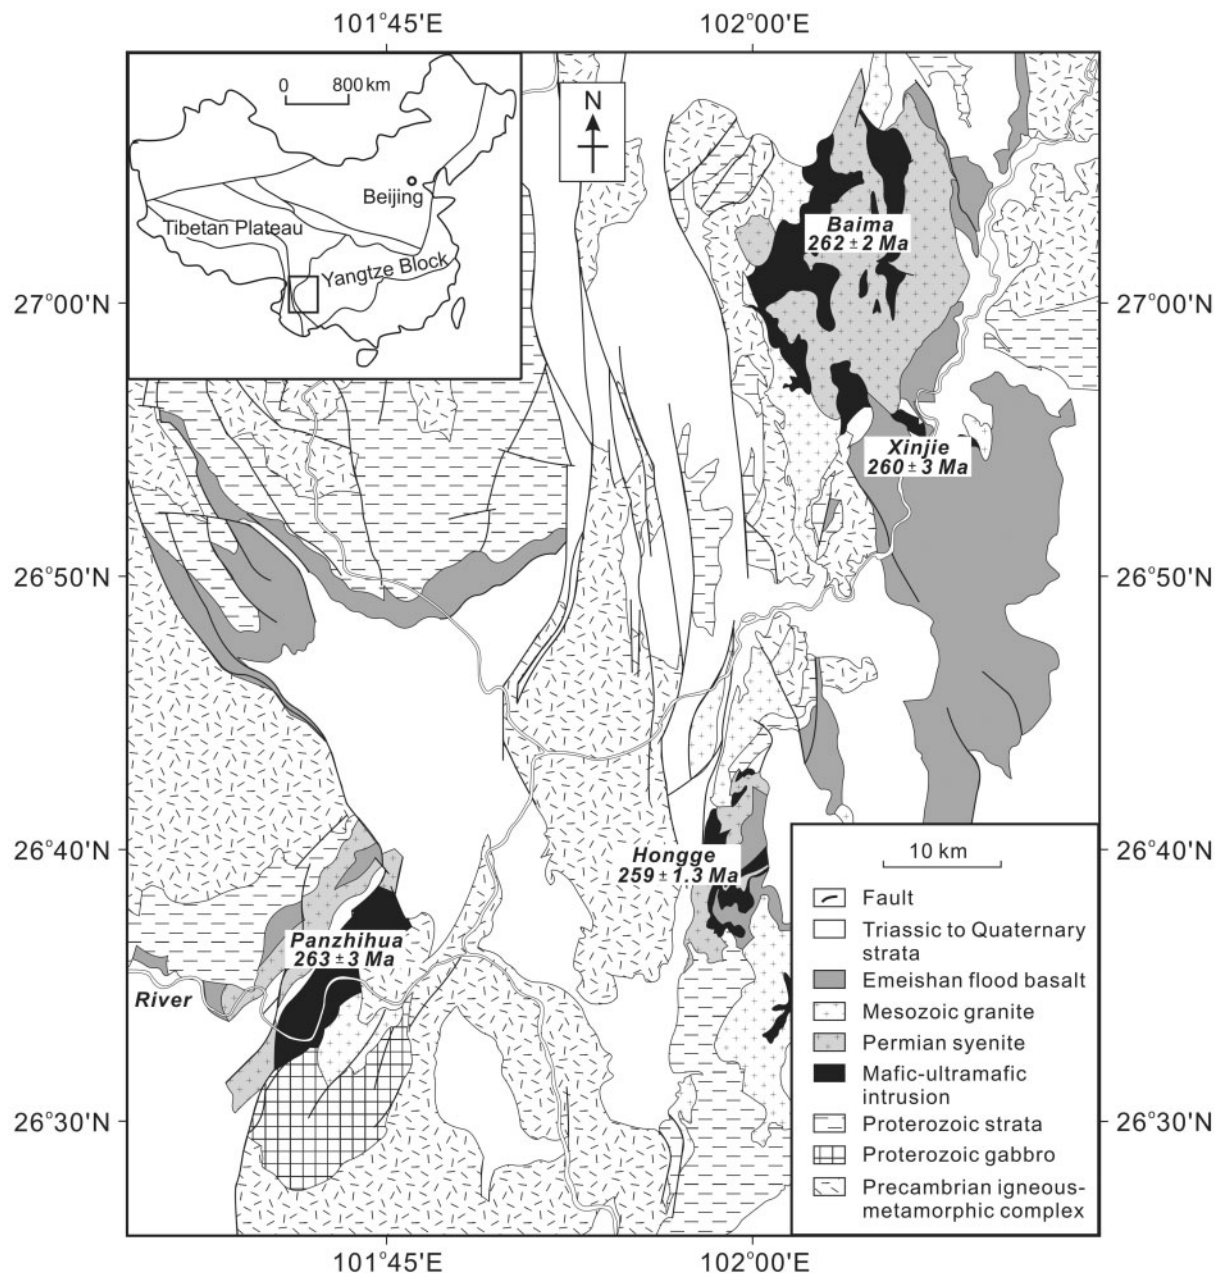 101°45'E
102°00'E
0 800 km
N
Beijing
Tibetan Plateau
Yangtze Block
Baima
262 ± 2 Ma
27°00'N
27°00'N
Xinjie
260 ± 3 Ma
26°50'N
26°50'N
26°40'N
Hongge
259 ± 1.3 Ma
26°40'N
10 km
Fault
Triassic to Quaternary
strata
Emeishan flood basalt
Mesozoic granite
Permian syenite
Mafic-ultramafic
intrusion
Proterozoic strata
Proterozoic gabbro
Precambrian igneous-
metamorphic complex
Panzhihua
263 ± 3 Ma
River
26°30'N
26°30'N
101°45'E
102°00'E